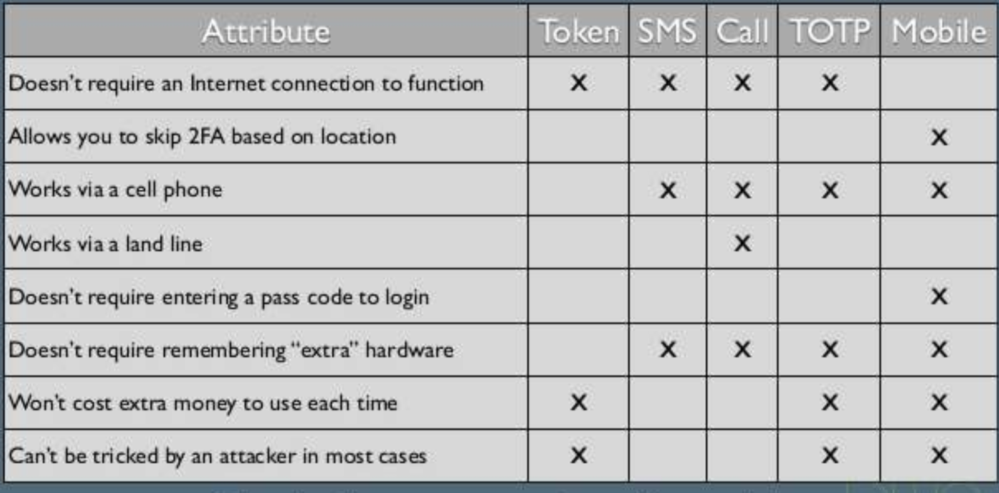 Attribute Token SMS Call TOTP Mobile
Doesn't require an Internet connection to function X X X X
Allows you to skip 2FA based on location X
Works via a cell phone X X X X
Works via a land line X
Doesn't require entering a pass code to login X
Doesn't require remembering “extra” hardware X X X X
Won't cost extra money to use each time X X X
Can't be tricked by an attacker in most cases X X X